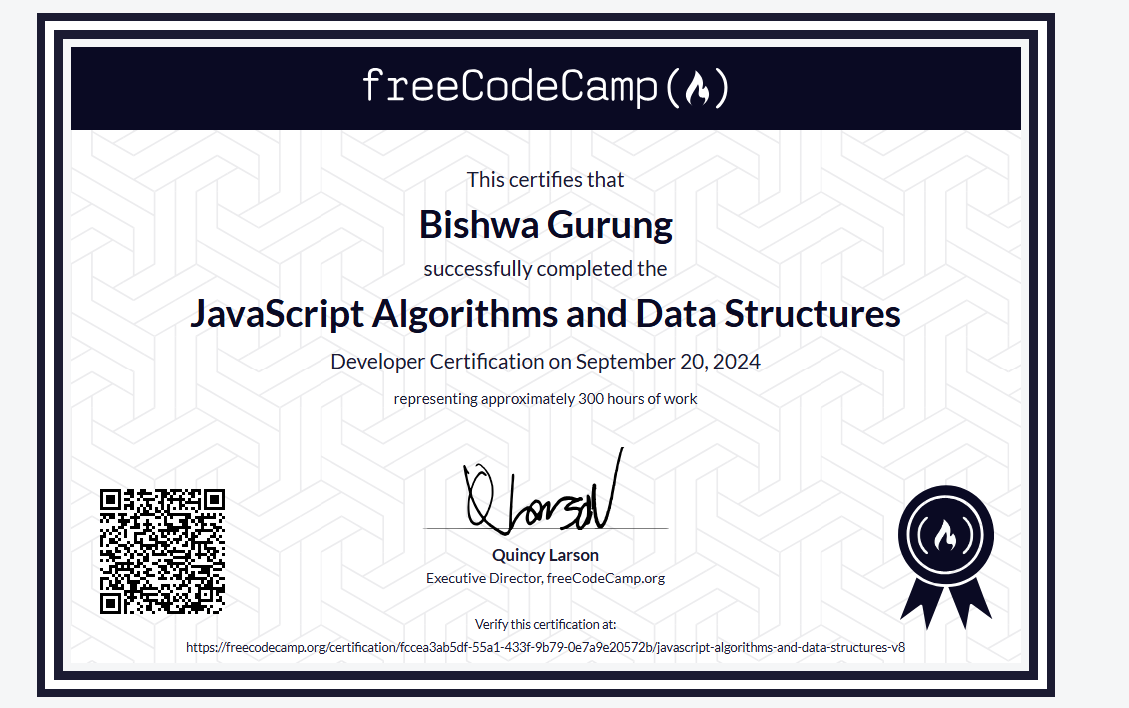 freeCodeCamp(🔥)
This certifies that
Bishwa Gurung
successfully completed the
JavaScript Algorithms and Data Structures
Developer Certification on September 20, 2024
representing approximately 300 hours of work
Q Larson
Quincy Larson
Executive Director, freeCodeCamp.org
Verify this certification at:
https://freecodecamp.org/certification/fccea3ab5df-55a1-433f-9b79-0e7a9e20572b/javascript-algorithms-and-data-structures-v8